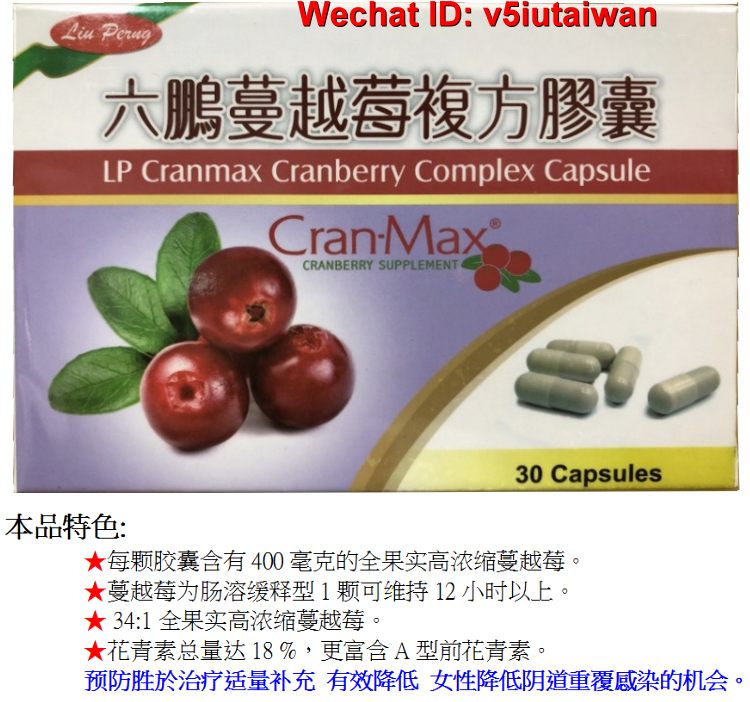 Wechat ID: v5iutaiwan
Liu Perng
六鵬蔓越莓複方膠囊
LP Cranmax Cranberry Complex Capsule
Cran-Max®
CRANBERRY SUPPLEMENT
30 Capsules
本品特色:
★每颗胶囊含有 400 毫克的全果实高浓缩蔓越莓。
★蔓越莓为肠溶缓释型 1 颗可维持 12 小时以上。
★ 34:1 全果实高浓缩蔓越莓。
★花青素总量达 18 %，更富含 A 型前花青素。
预防胜於治疗适量补充 有效降低 女性降低阴道重覆感染的机会。